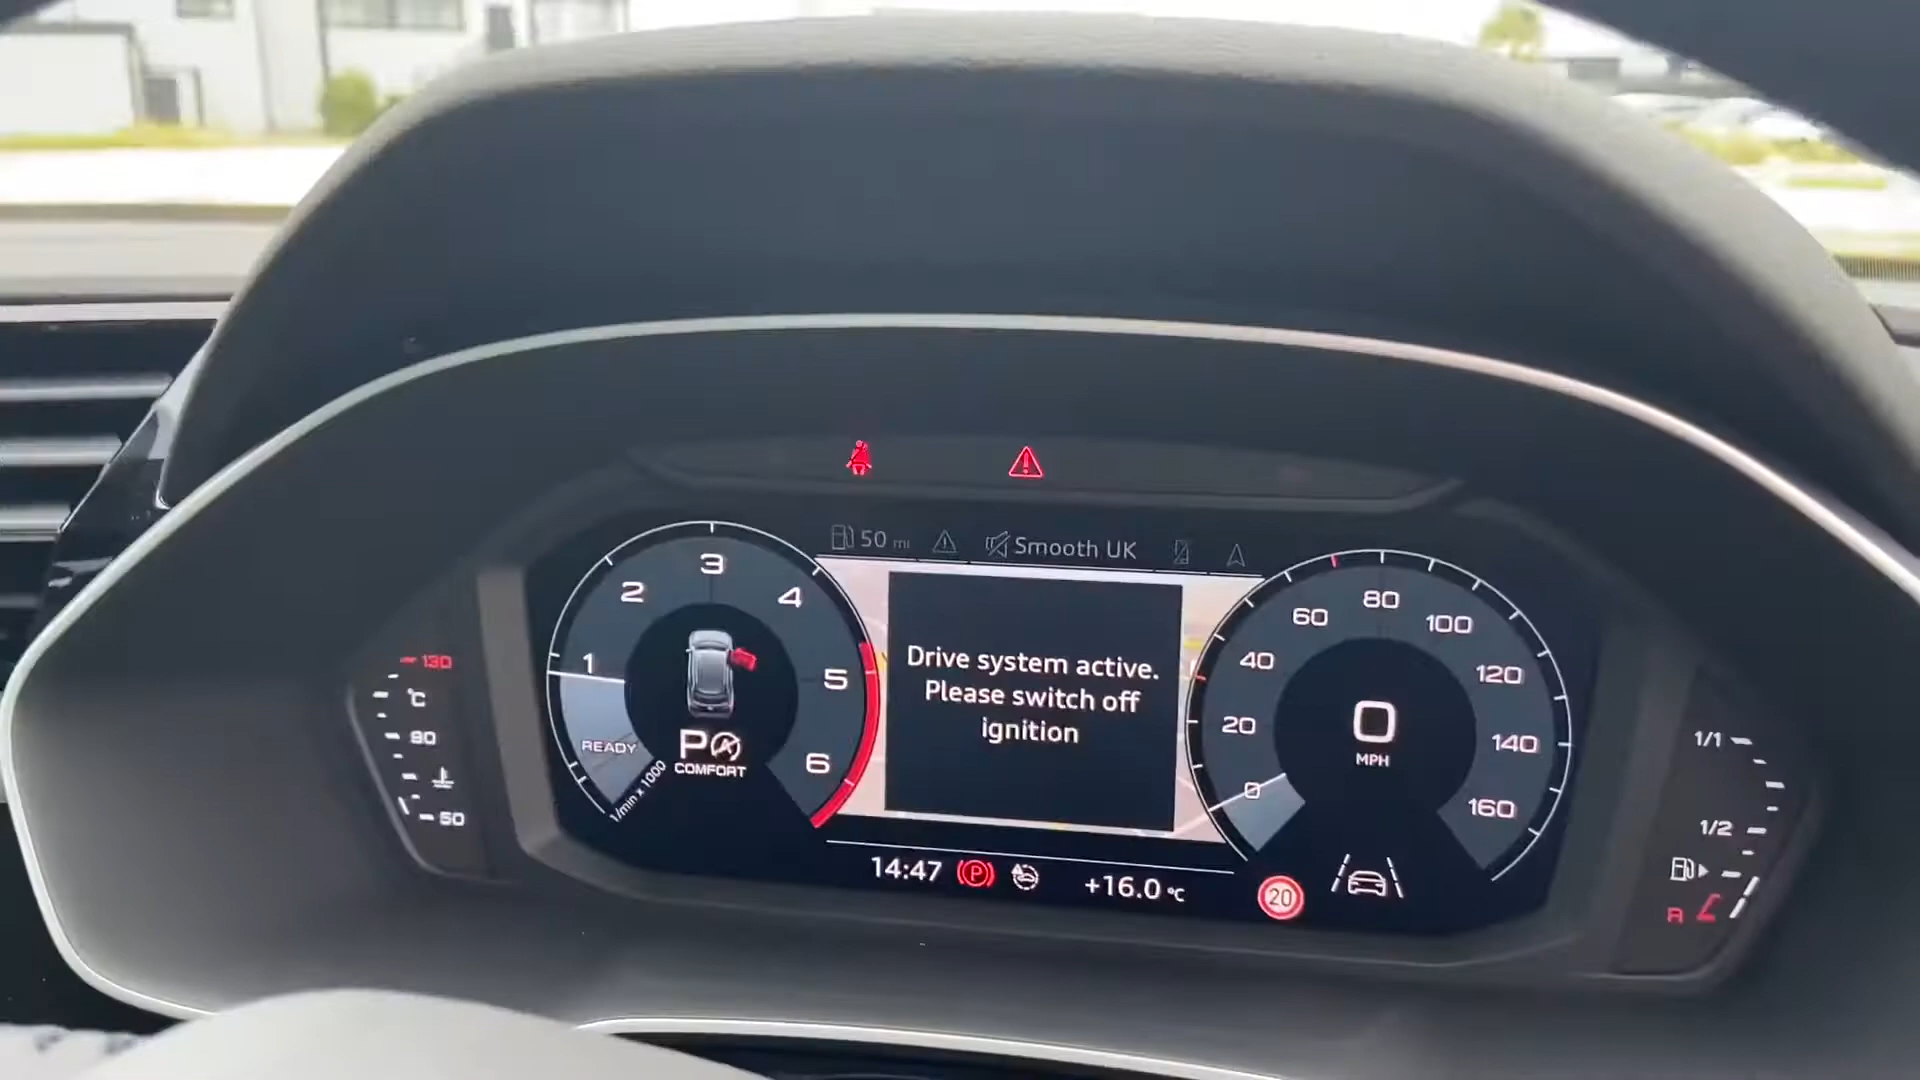 50 mi
Smooth UK
1
2
3
4
5
6
READY
1/min x 1000
P
COMFORT
Drive system active.
Please switch off
ignition
0
20
40
60
80
100
120
140
160
0
MPH
130
°C
90
50
1/1
1/2
R
14:47
P
+16.0 °C
20